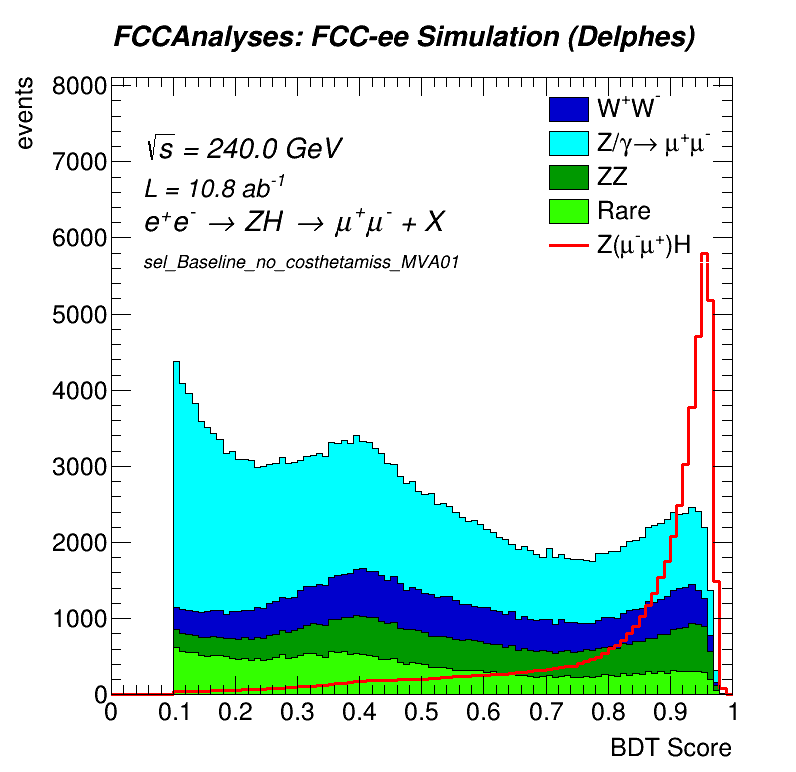 FCCAnalyses: FCC-ee Simulation (Delphes)
events
8000
7000
6000
5000
4000
3000
2000
1000
0
√s = 240.0 GeV
L = 10.8 ab⁻¹
e⁺e⁻ → ZH → μ⁺μ⁻ + X
sel_Baseline_no_costhetamiss_MVA01
W⁺W⁻
Z/γ→ μ⁺μ⁻
ZZ
Rare
Z(μ⁻μ⁺)H
0 0.1 0.2 0.3 0.4 0.5 0.6 0.7 0.8 0.9 1
BDT Score